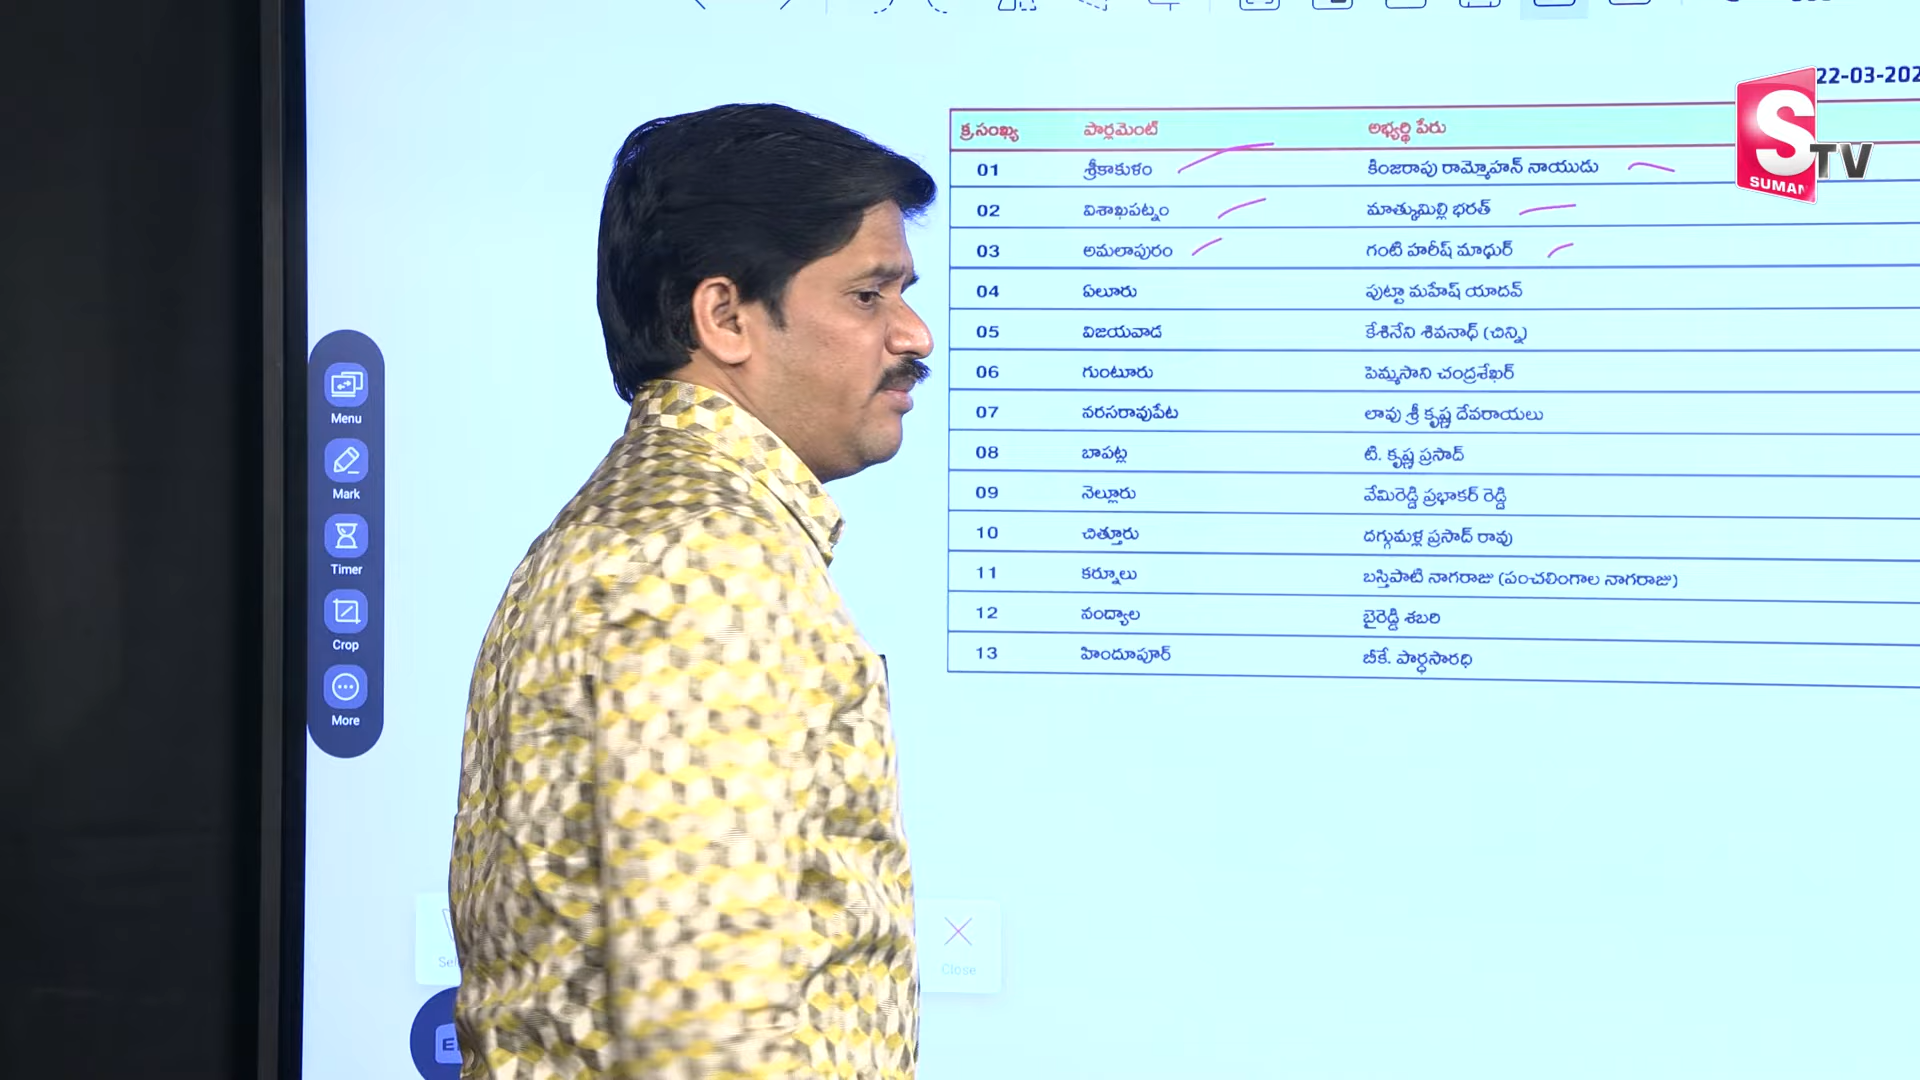 22-03-202
S TV
SUMAN
క్ర.సంఖ్య పార్లమెంట్ అభ్యర్థి పేరు
01 శ్రీకాకుళం కింజరాపు రామ్మోహన్ నాయుడు
02 విశాఖపట్నం మాత్కుమిల్లి భరత్
03 అమలాపురం గంటి హరీష్ మాధుర్
04 ఏలూరు పుట్టా మహేష్ యాదవ్
05 విజయవాడ కేశినేని శివనాధ్ (చిన్ని)
06 గుంటూరు పెమ్మసాని చంద్రశేఖర్
07 నరసరావుపేట లావు శ్రీ కృష్ణ దేవరాయలు
08 బాపట్ల టి. కృష్ణ ప్రసాద్
09 నెల్లూరు వేమిరెడ్డి ప్రభాకర్ రెడ్డి
10 చిత్తూరు దగ్గుమళ్ల ప్రసాద్ రావు
11 కర్నూలు బస్తిపాటి నాగరాజు (పంచలింగాల నాగరాజు)
12 నంద్యాల బైరెడ్డి శబరి
13 హిందూపూర్ బీకే. పార్ధసారధి
Menu
Mark
Timer
Crop
More
Close